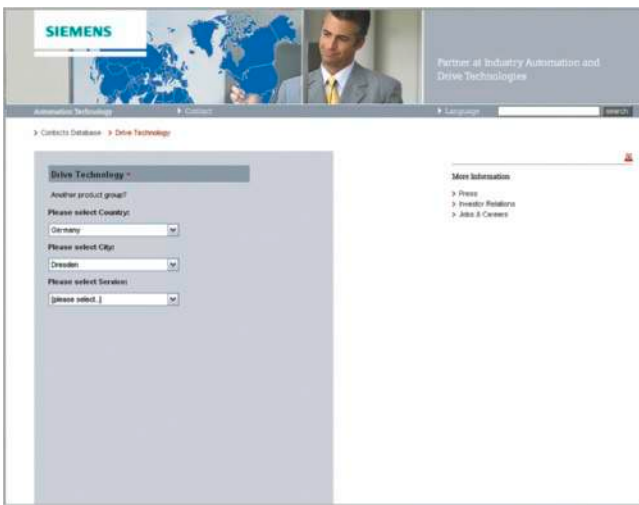 SIEMENS
Partner at Industry Automation and
Drive Technologies
Automation Technology
Contact
Language
search
Contacts Database
Drive Technology
Drive Technology
Another product group?
Please select Country:
Germany
Please select City:
Dresden
Please select Service:
[please select..]
More Information
Press
Investor Relations
Jobs & Careers